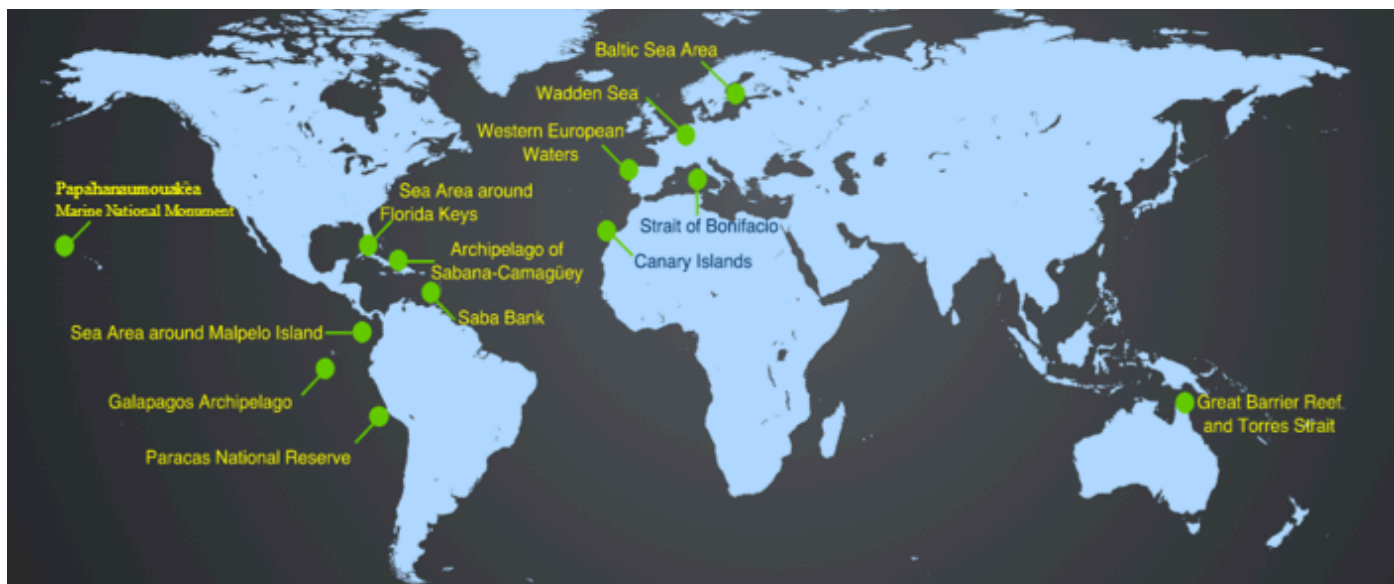 Baltic Sea Area
Wadden Sea
Western European
Waters
Papahanaumouakea
Marine National Monument
Sea Area around
Florida Keys
Strait of Bonifacio
Archipelago of
Sabana-Camagüey
Canary Islands
Saba Bank
Sea Area around Malpelo Island
Galapagos Archipelago
Great Barrier Reef
and Torres Strait
Paracas National Reserve